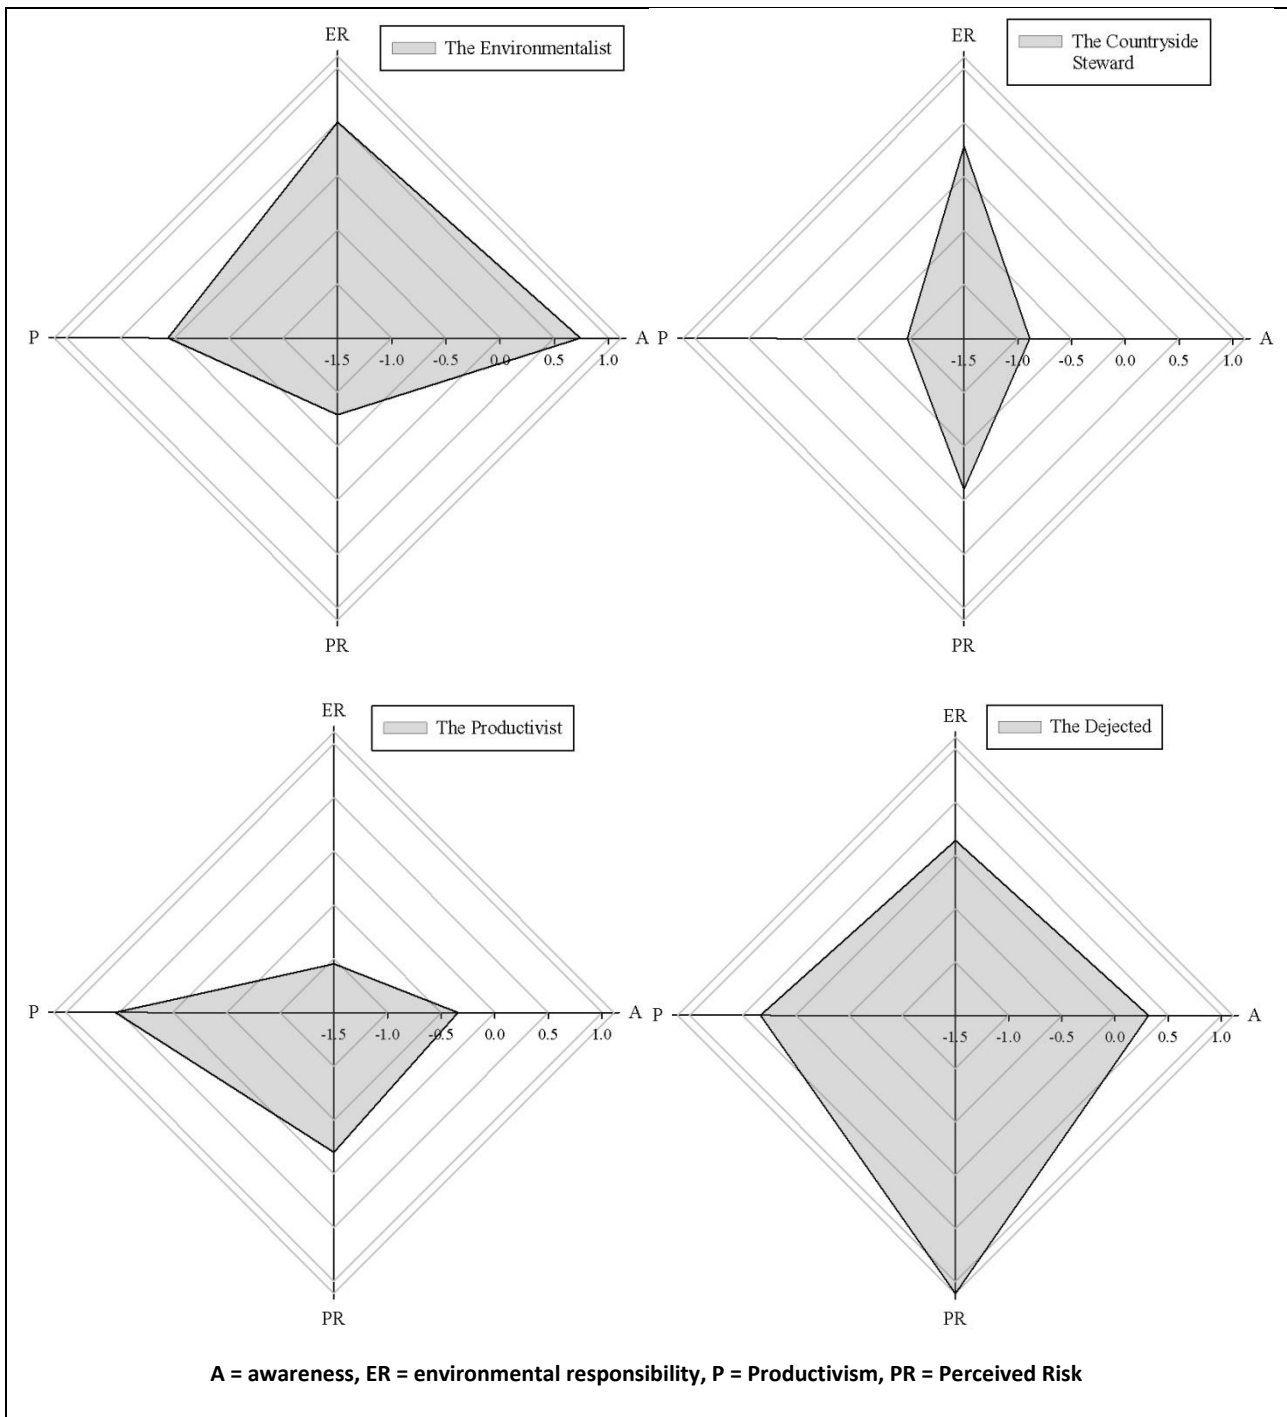 ER
The Environmentalist
P
A
-1.5 -1.0 -0.5 0.0 0.5 1.0
PR
ER
The Countryside
Steward
P
A
-1.5 -1.0 -0.5 0.0 0.5 1.0
PR
ER
The Productivist
P
A
-1.5 -1.0 -0.5 0.0 0.5 1.0
PR
ER
The Dejected
P
A
-1.5 -1.0 -0.5 0.0 0.5 1.0
PR
A = awareness, ER = environmental responsibility, P = Productivism, PR = Perceived Risk